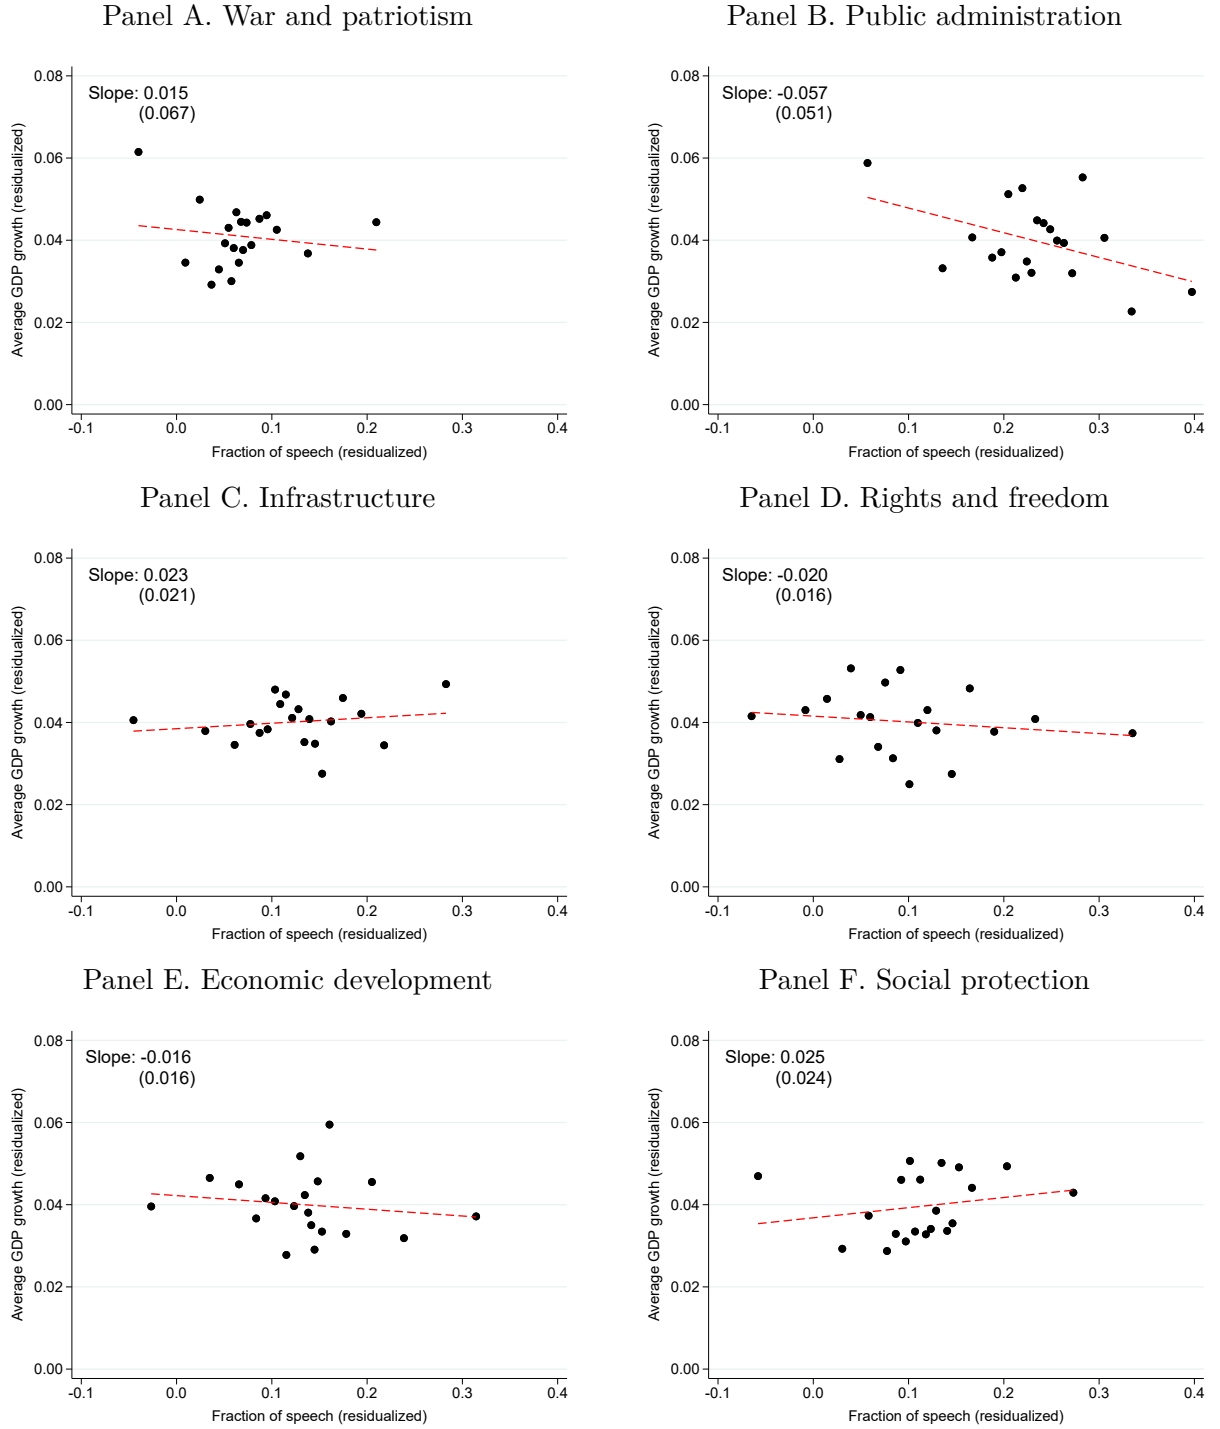 Panel A. War and patriotism
Slope: 0.015
(0.067)
0.08
0.06
0.04
0.02
0.00
Average GDP growth (residualized)
-0.1 0.0 0.1 0.2 0.3 0.4
Fraction of speech (residualized)
Panel B. Public administration
Slope: -0.057
(0.051)
0.08
0.06
0.04
0.02
0.00
Average GDP growth (residualized)
-0.1 0.0 0.1 0.2 0.3 0.4
Fraction of speech (residualized)
Panel C. Infrastructure
Slope: 0.023
(0.021)
0.08
0.06
0.04
0.02
0.00
Average GDP growth (residualized)
-0.1 0.0 0.1 0.2 0.3 0.4
Fraction of speech (residualized)
Panel D. Rights and freedom
Slope: -0.020
(0.016)
0.08
0.06
0.04
0.02
0.00
Average GDP growth (residualized)
-0.1 0.0 0.1 0.2 0.3 0.4
Fraction of speech (residualized)
Panel E. Economic development
Slope: -0.016
(0.016)
0.08
0.06
0.04
0.02
0.00
Average GDP growth (residualized)
-0.1 0.0 0.1 0.2 0.3 0.4
Fraction of speech (residualized)
Panel F. Social protection
Slope: 0.025
(0.024)
0.08
0.06
0.04
0.02
0.00
Average GDP growth (residualized)
-0.1 0.0 0.1 0.2 0.3 0.4
Fraction of speech (residualized)